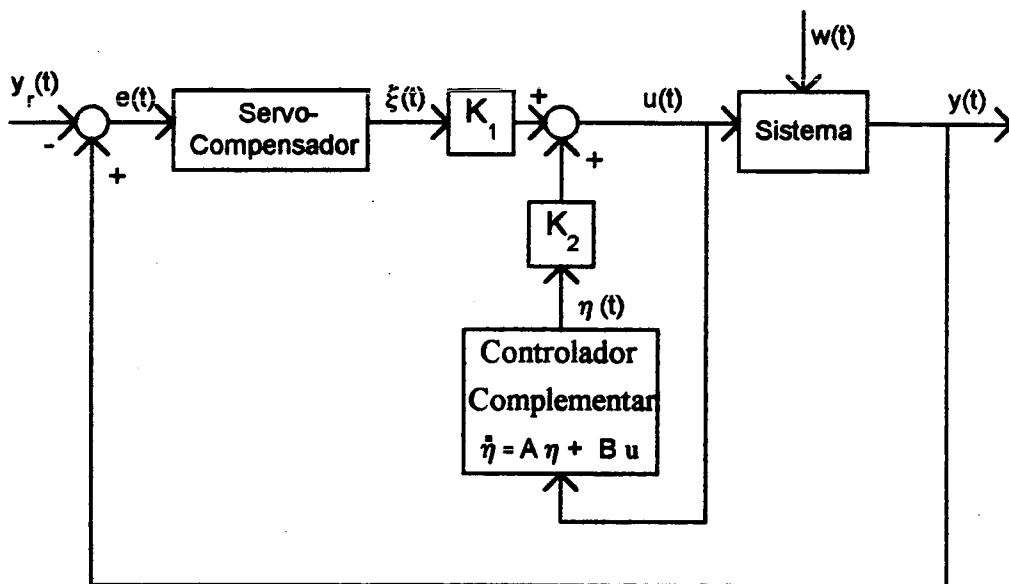 w(t)
y_r(t)
e(t)
Servo-
Compensador
ξ(t)
K_1
+
u(t)
Sistema
y(t)
-
+
+
K_2
η (t)
Controlador
Complementar
η̇ = A η + B u